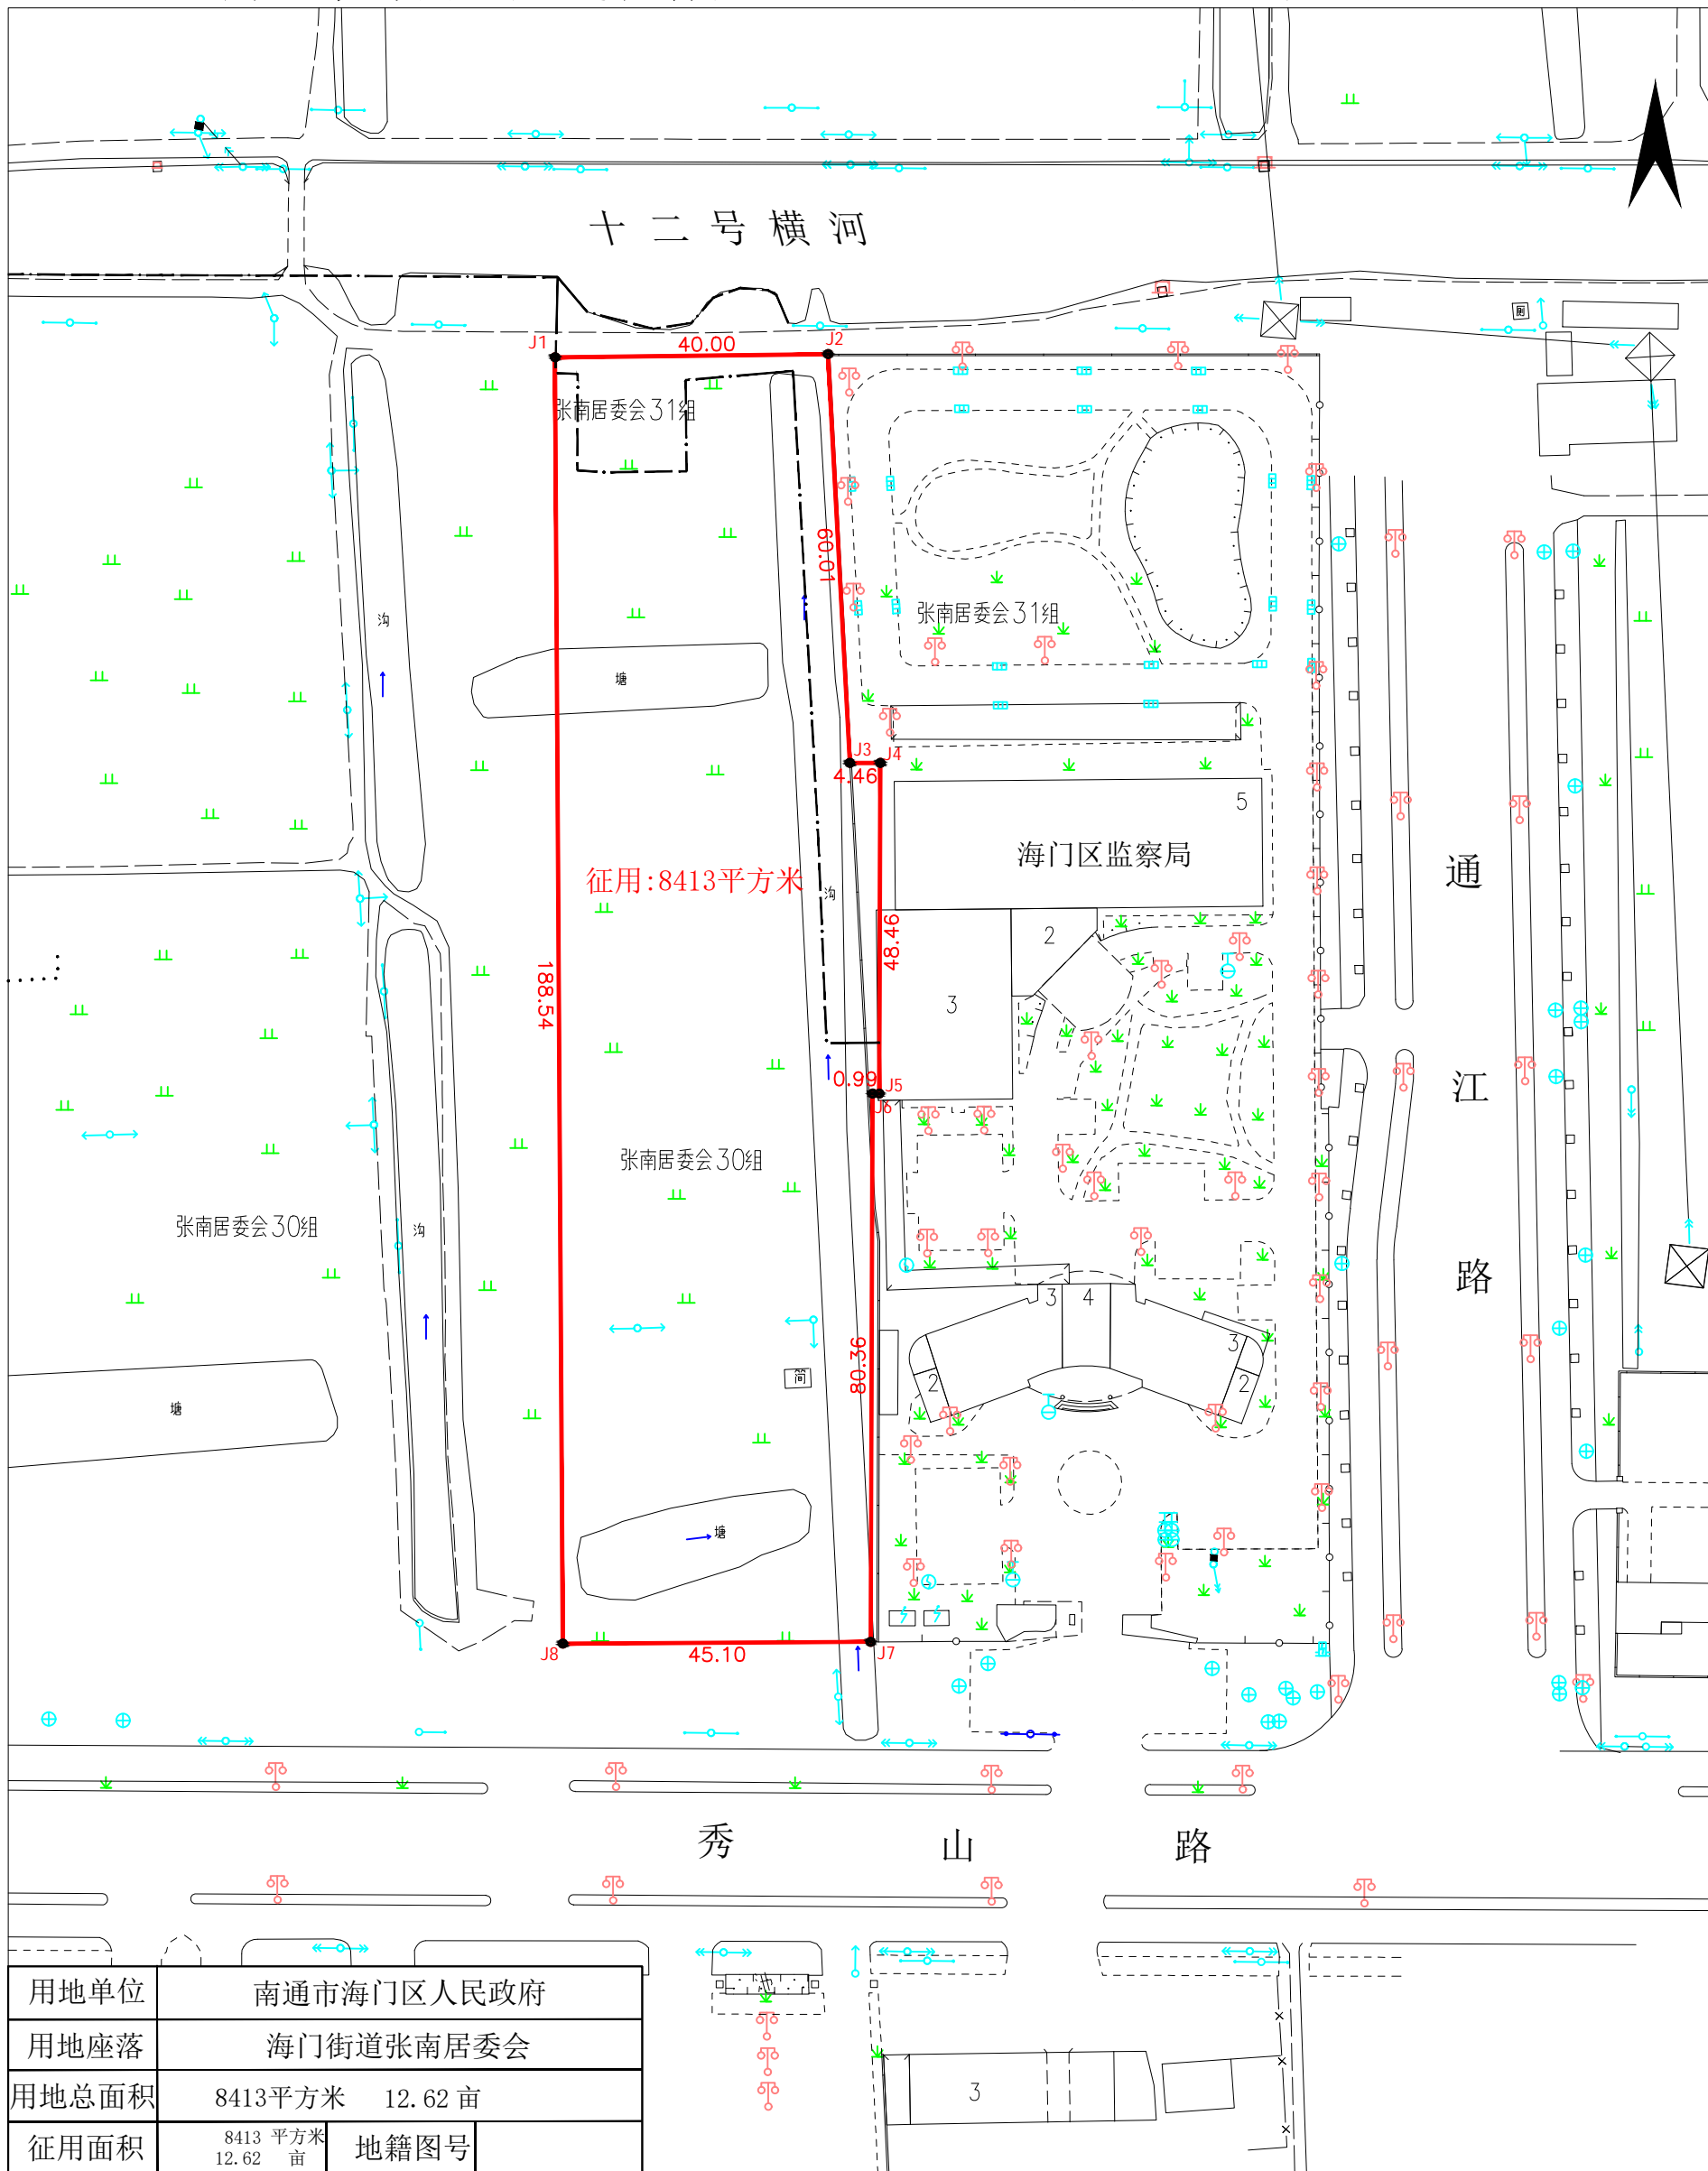 十二号横河
J1
40.00
J2
张南居委会31组
60.01
沟
张南居委会31组
塘
J3
J4
4.46
5
海门区监察局
通江路
征用:8413平方米
沟
2
48.46
188.54
3
0.99
J5
J6
张南居委会30组
张南居委会30组
沟
3
4
3
80.36
简
2
2
塘
塘
J8
45.10
J7
厕
秀山路
3
用地单位 南通市海门区人民政府
用地座落 海门街道张南居委会
用地总面积 8413平方米 12.62亩
征用面积 8413 平方米 12.62 亩 地籍图号